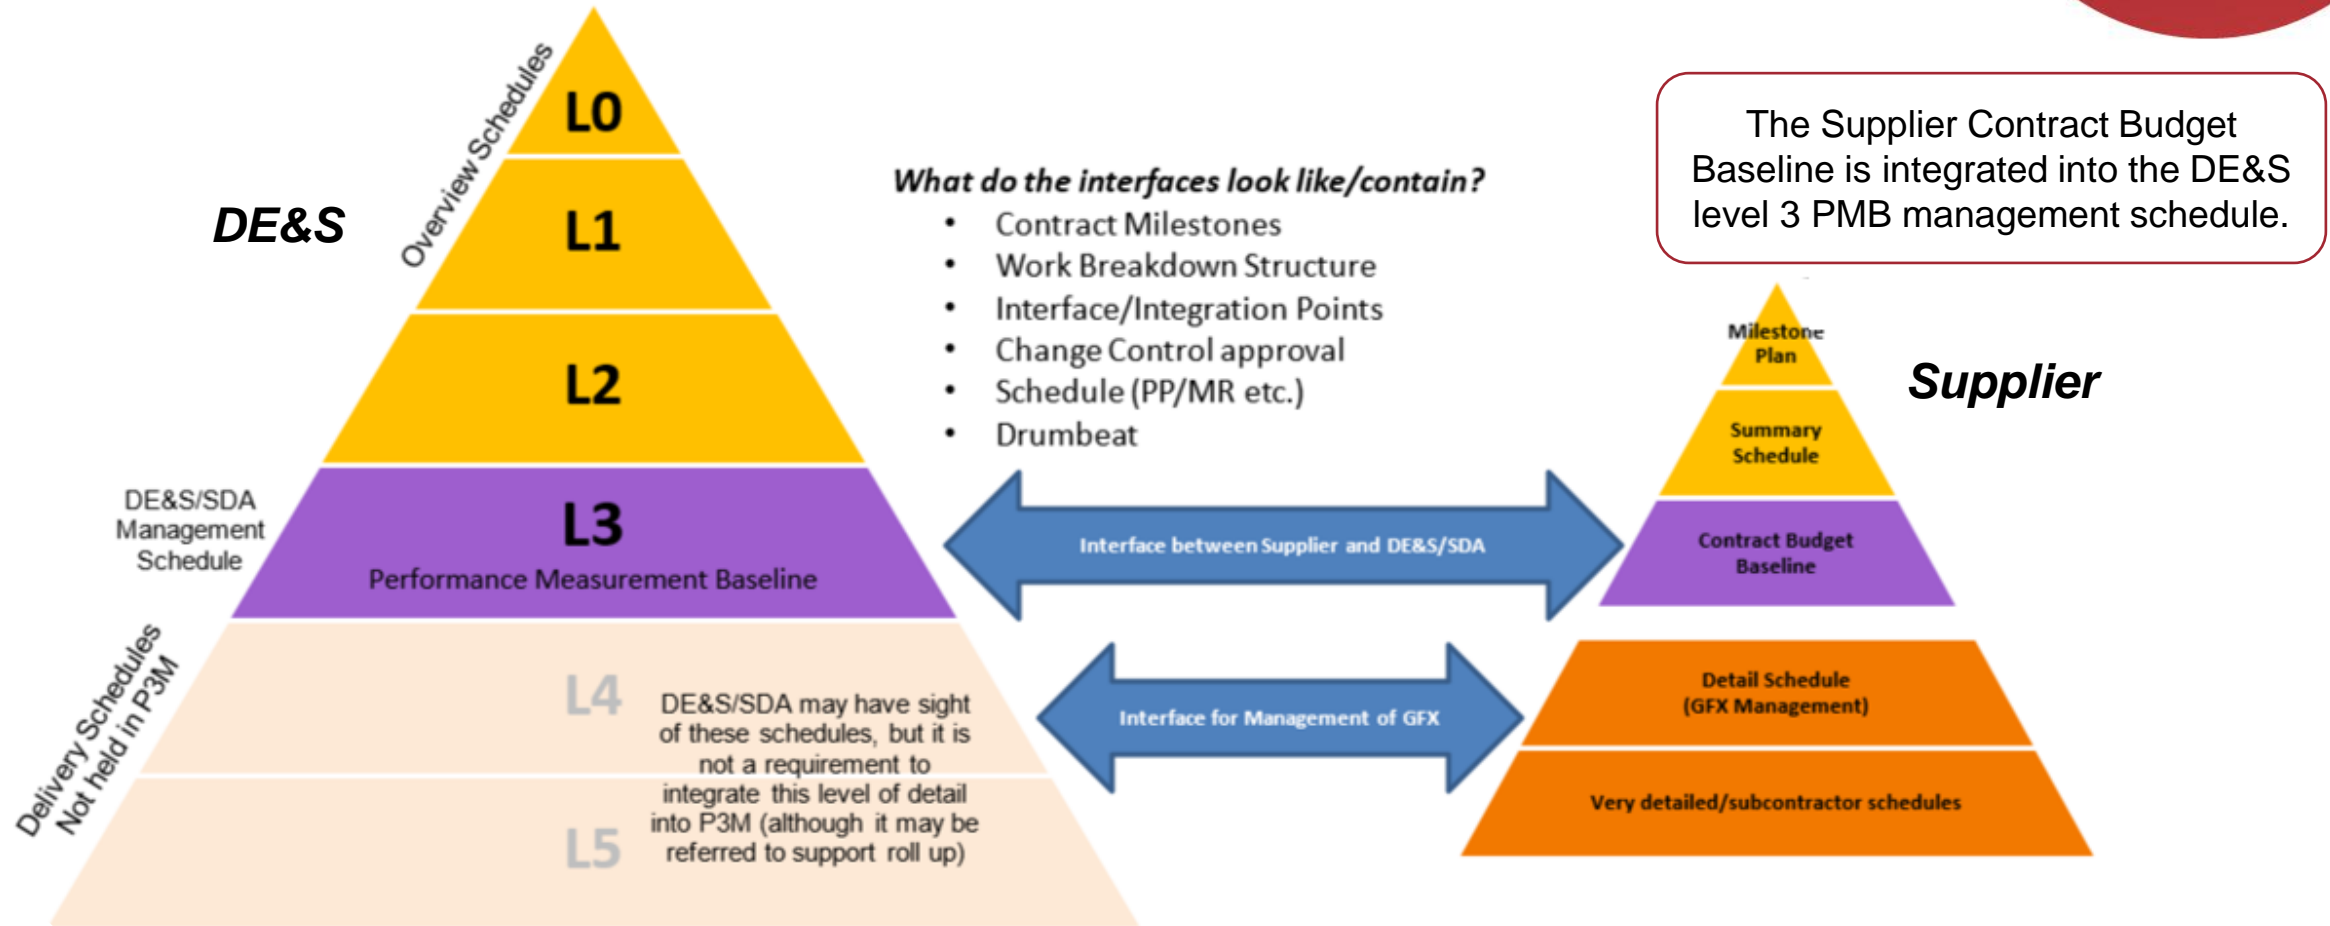 DE&S
Overview Schedules
L0
L1
L2
DE&S/SDA
Management
Schedule
L3
Performance Measurement Baseline
Delivery Schedules
Not held in P3M
L4
L5
DE&S/SDA may have sight
of these schedules, but it is
not a requirement to
integrate this level of detail
into P3M (although it may be
referred to support roll up)
What do the interfaces look like/contain?
• Contract Milestones
• Work Breakdown Structure
• Interface/Integration Points
• Change Control approval
• Schedule (PP/MR etc.)
• Drumbeat
Interface between Supplier and DE&S/SDA
Interface for Management of GFX
The Supplier Contract Budget
Baseline is integrated into the DE&S
level 3 PMB management schedule.
Supplier
Milestone
Plan
Summary
Schedule
Contract Budget
Baseline
Detail Schedule
(GFX Management)
Very detailed/subcontractor schedules